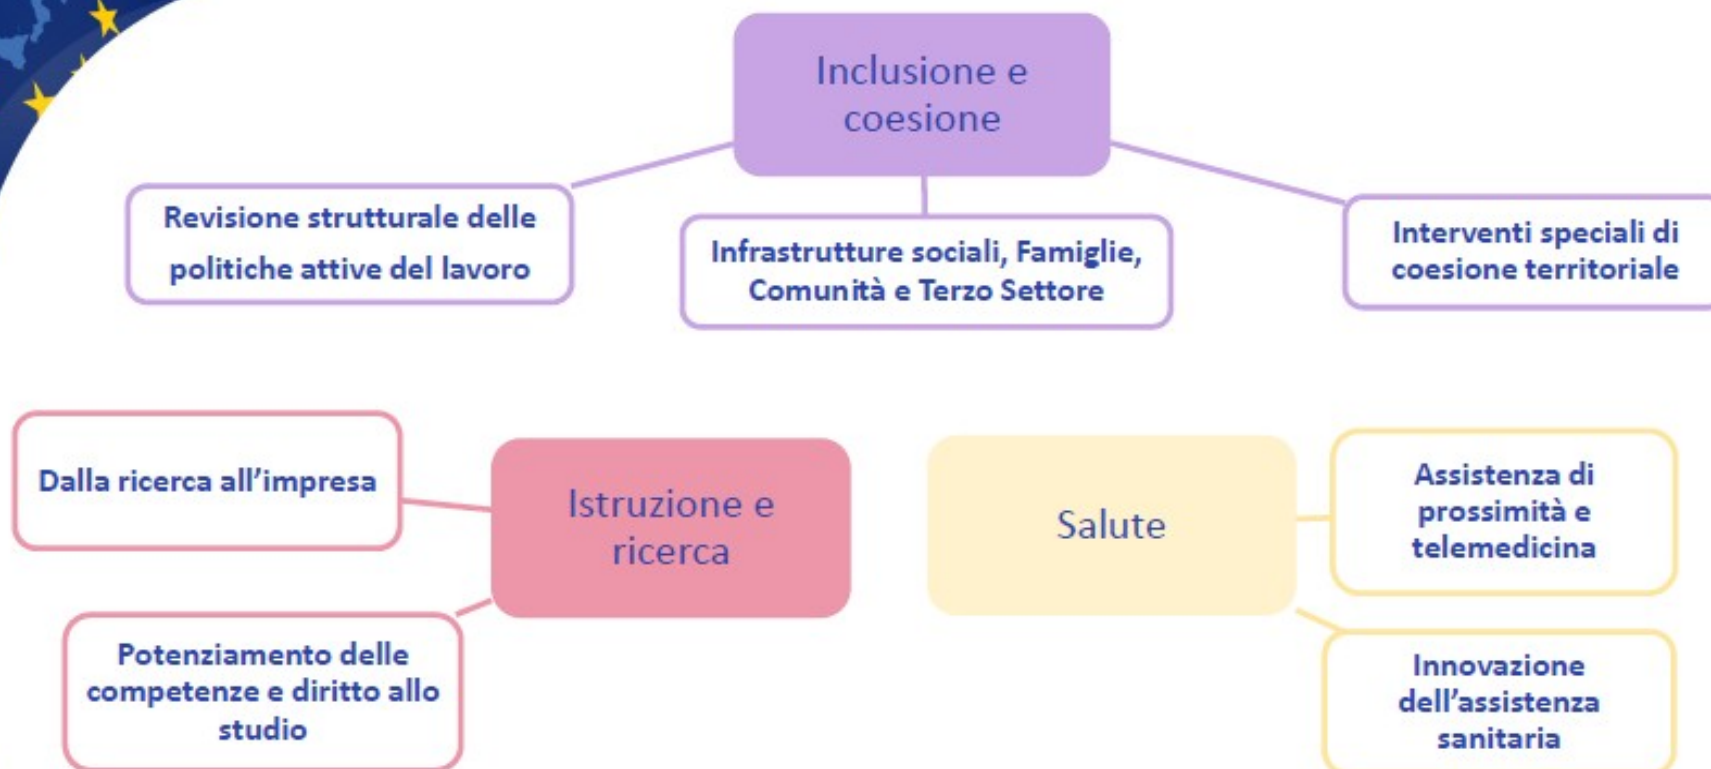 Inclusione e
coesione
Revisione strutturale delle
politiche attive del lavoro
Infrastrutture sociali, Famiglie,
Comunità e Terzo Settore
Interventi speciali di
coesione territoriale
Dalla ricerca all’impresa
Istruzione e
ricerca
Potenziamento delle
competenze e diritto allo
studio
Salute
Assistenza di
prossimità e
telemedicina
Innovazione
dell’assistenza
sanitaria